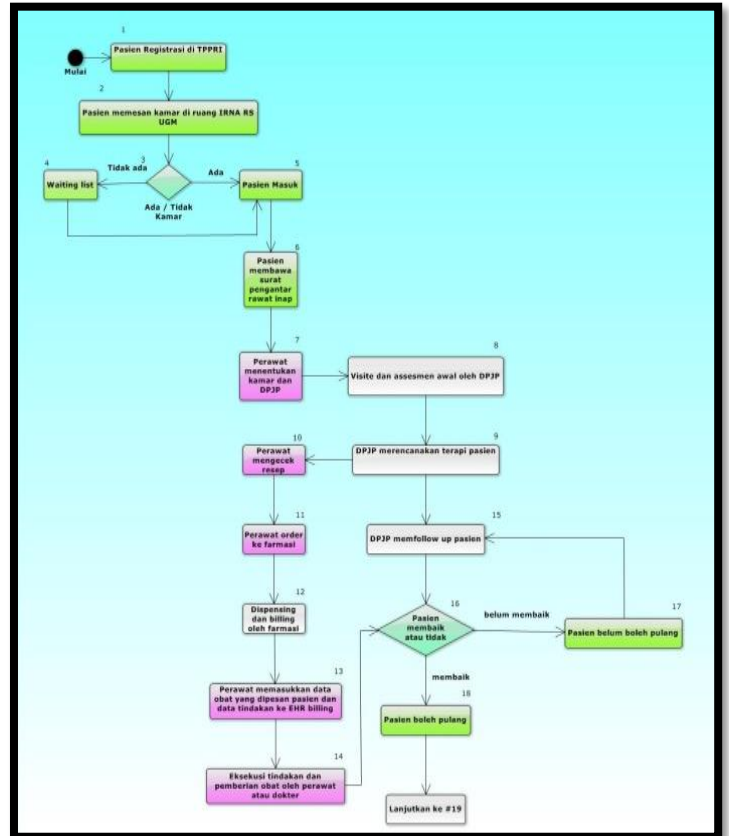 1
Pasien Registrasi di TPPRI
Mulai
2
Pasien memesan kamar di ruang IRNA RS
UGM
3
Ada / Tidak
Kamar
Tidak ada
Ada
4
Waiting list
5
Pasien Masuk
6
Pasien
membawa
surat
pengantar
rawat inap
7
Perawat
menentukan
kamar dan
DPJP
8
Visite dan assesmen awal oleh DPJP
9
DPJP merencanakan terapi pasien
10
Perawat
mengecek
resep
11
Perawat order
ke farmasi
12
Dispensing
dan billing
oleh farmasi
13
Perawat memasukkan data
obat yang dipesan pasien dan
data tindakan ke EHR billing
14
Eksekusi tindakan dan
pemberian obat oleh perawat
atau dokter
15
DPJP memfollow up pasien
16
Pasien
membaik
atau tidak
belum membaik
17
Pasien belum boleh pulang
membaik
18
Pasien boleh pulang
Lanjutkan ke #19